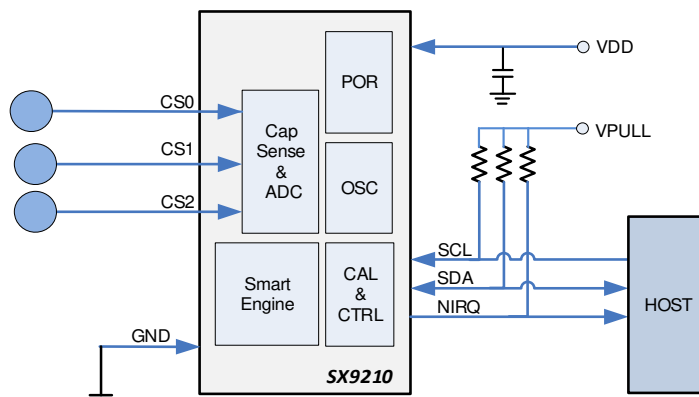 VDD
POR
CS0
Cap
Sense
&
ADC
VPULL
CS1
OSC
CS2
SCL
Smart
Engine
CAL
&
CTRL
SDA
HOST
NIRQ
GND
SX9210